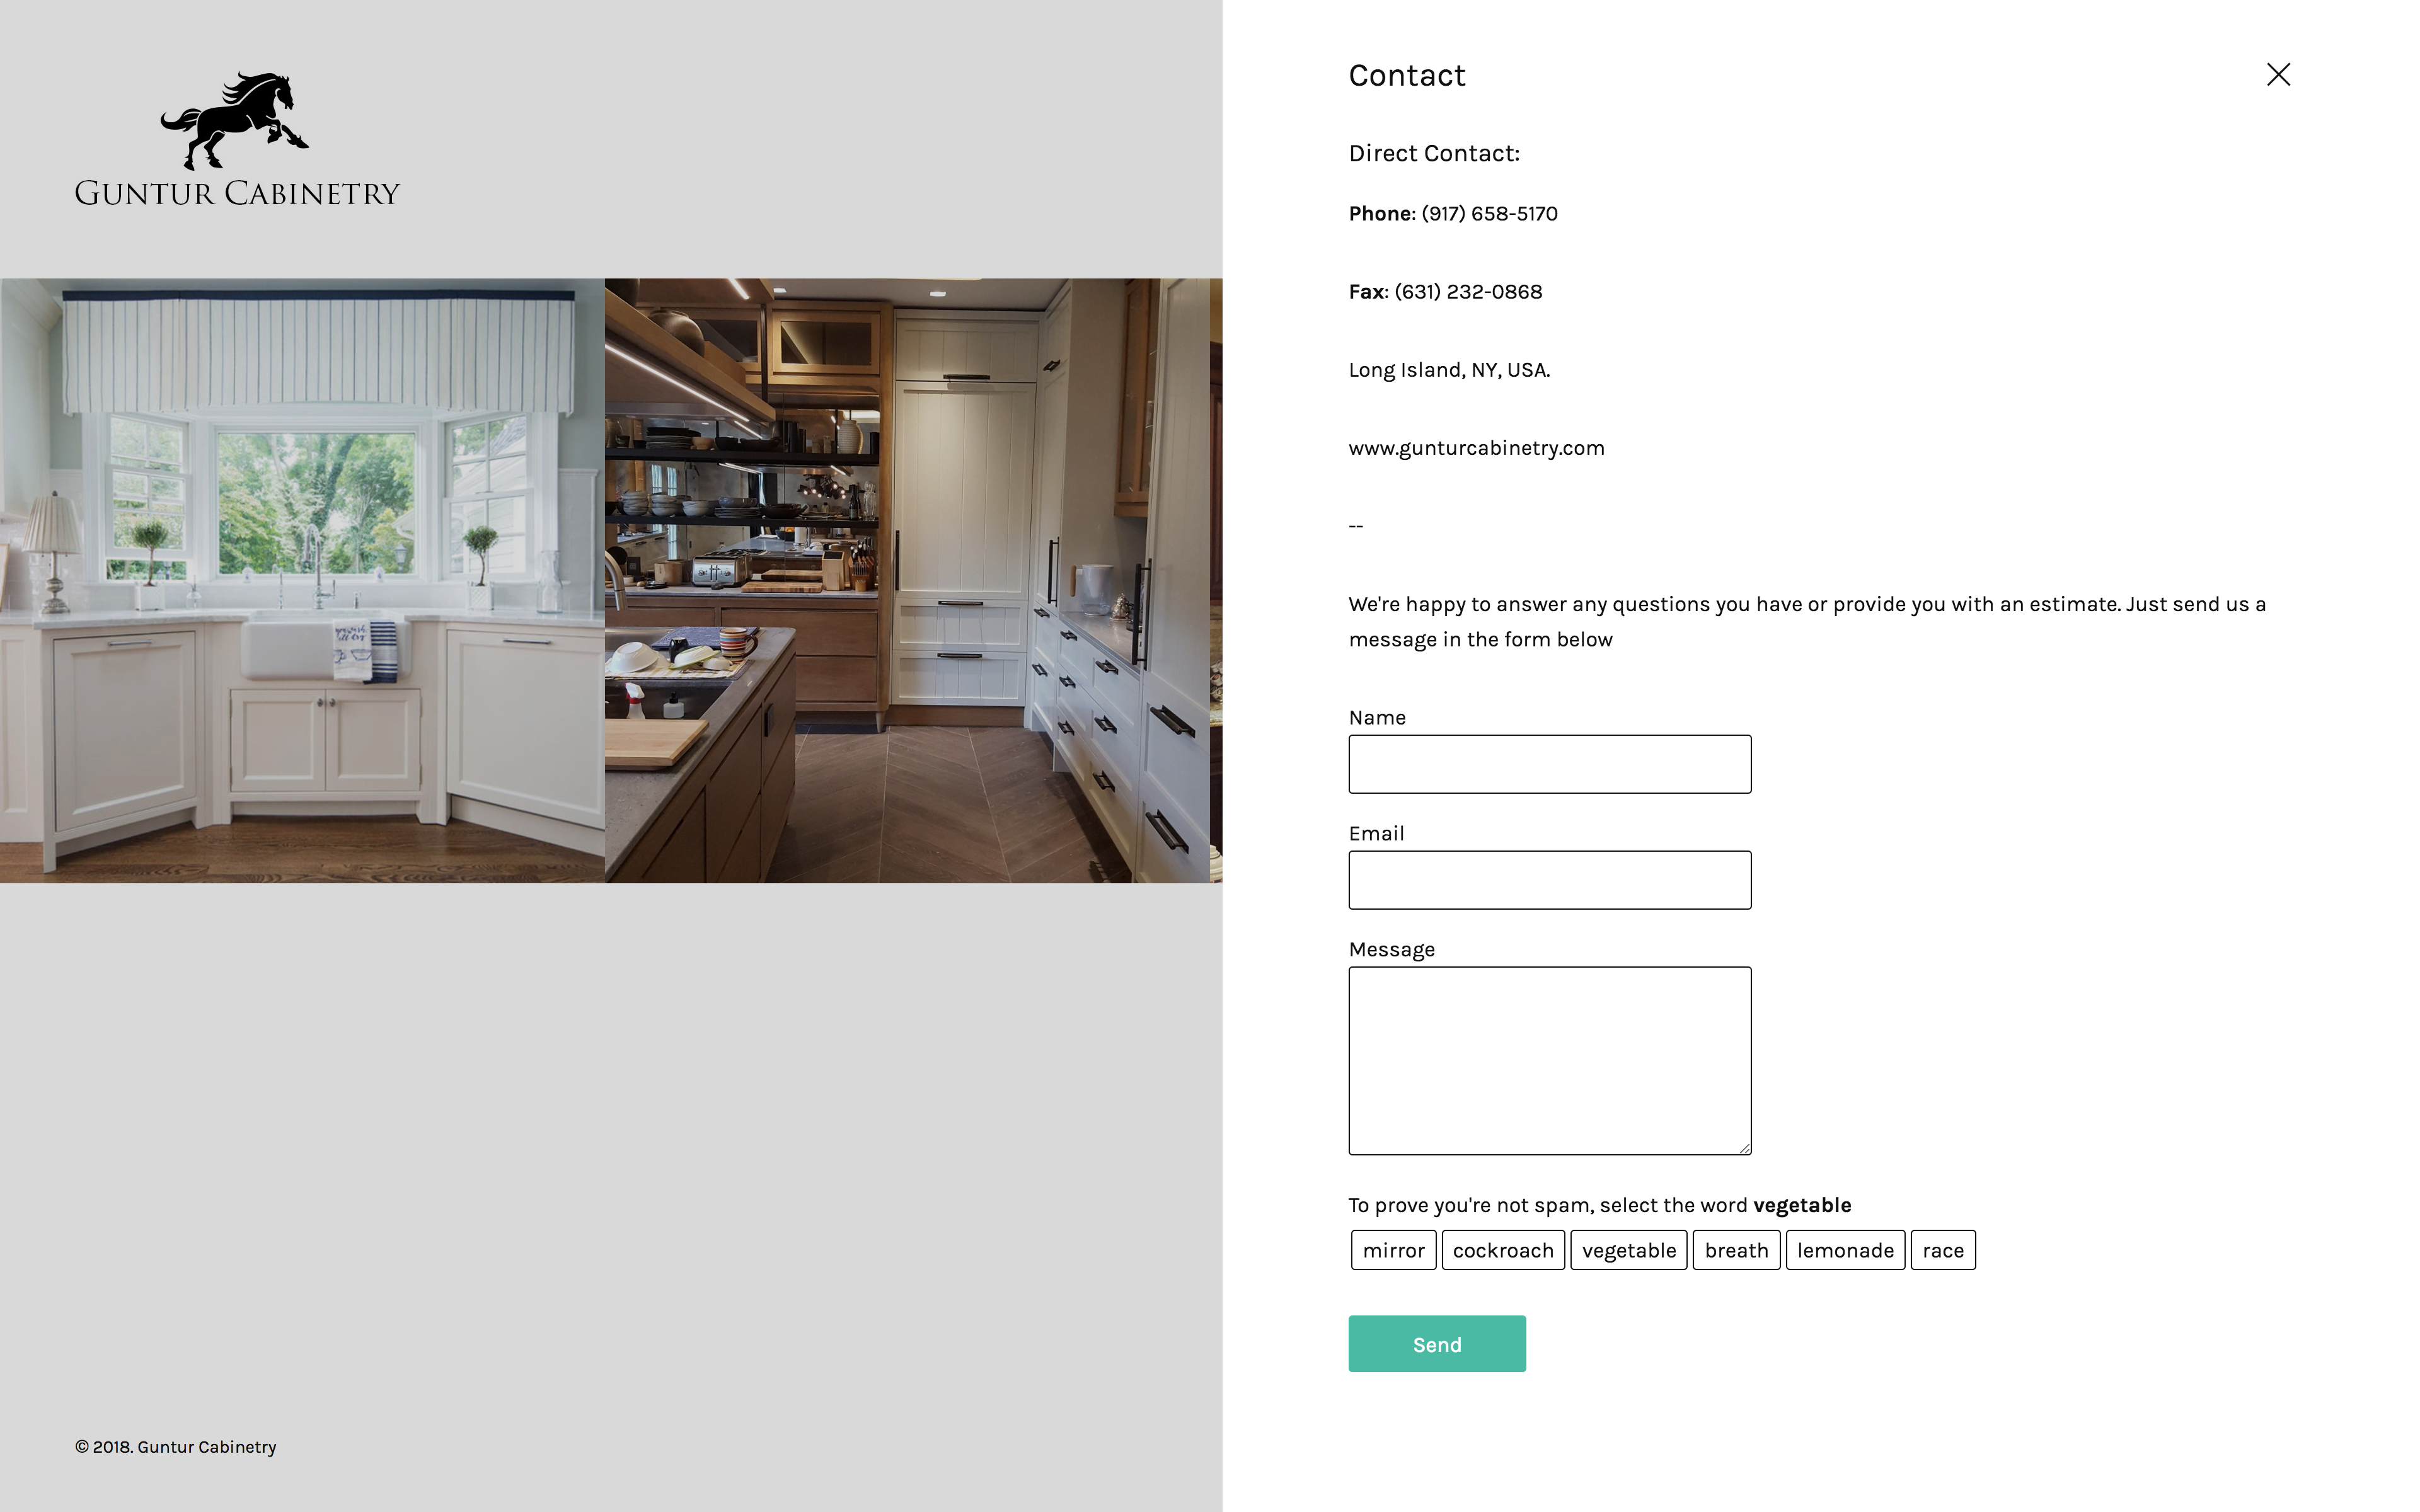 GUNTUR CABINETRY
© 2018. Guntur Cabinetry
Contact
Direct Contact:
Phone: (917) 658-5170
Fax: (631) 232-0868
Long Island, NY, USA.
www.gunturcabinetry.com
--
We're happy to answer any questions you have or provide you with an estimate. Just send us a
message in the form below
Name
Email
Message
To prove you're not spam, select the word vegetable
mirror cockroach vegetable breath lemonade race
Send